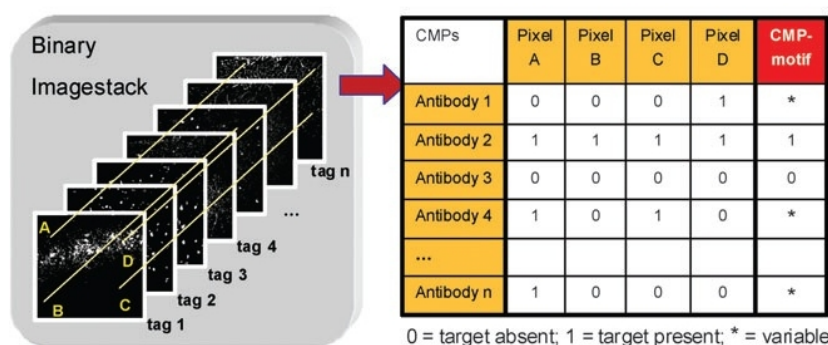 Binary
Imagestack
A
B
C
D
tag 1
tag 2
tag 3
tag 4
...
tag n
CMPs Pixel A Pixel B Pixel C Pixel D CMP-motif
Antibody 1 0 0 0 1 *
Antibody 2 1 1 1 1 1
Antibody 3 0 0 0 0 0
Antibody 4 1 0 1 0 *
...
Antibody n 1 0 0 0 *
0 = target absent; 1 = target present; * = variable